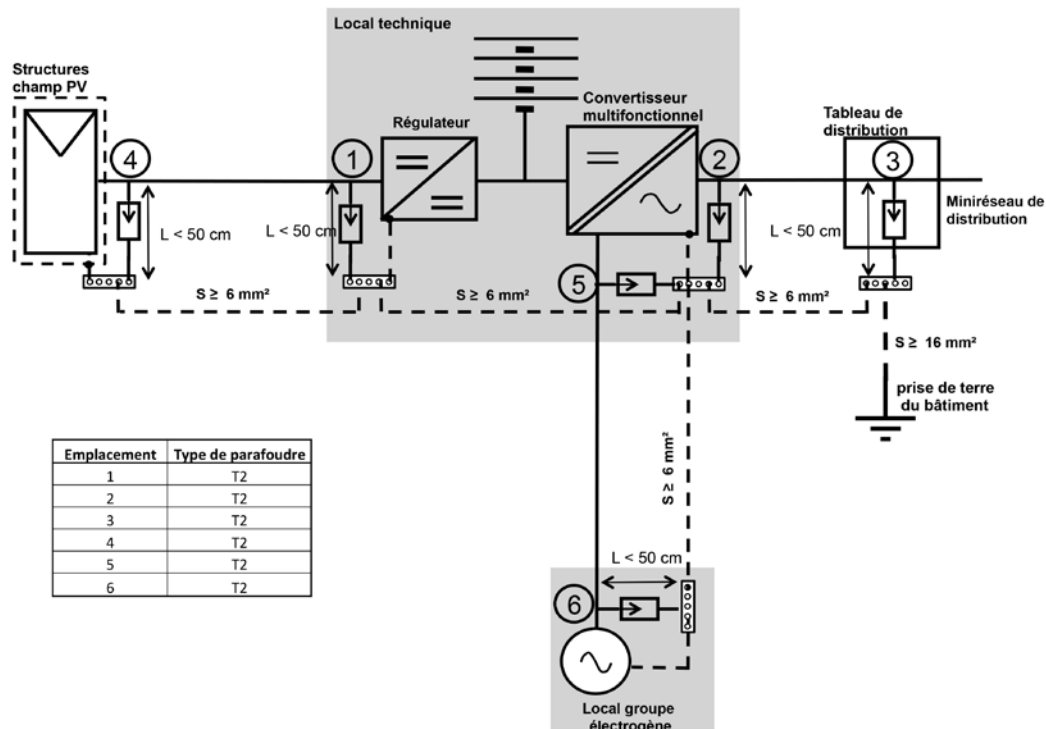 Local technique
Structures
champ PV
Convertisseur
multifonctionnel
Régulateur
Tableau de
distribution
4
1
2
3
Miniréseau de
distribution
L < 50 cm
L < 50 cm
L < 50 cm
5
S ≥ 6 mm²
S ≥ 6 mm²
S ≥ 6 mm²
S ≥ 16 mm²
prise de terre
du bâtiment
S ≥ 6 mm²
Emplacement Type de parafoudre
1 T2
2 T2
3 T2
4 T2
5 T2
6 T2
L < 50 cm
6
Local groupe
électrogène